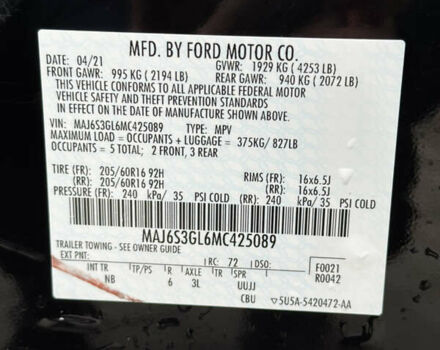 MFD. BY FORD MOTOR CO.
DATE: 04/21 GVWR: 1929 KG (4253 LB)
FRONT GAWR: 995 KG (2194 LB) REAR GAWR: 940 KG (2072 LB)
THIS VEHICLE CONFORMS TO ALL APPLICABLE FEDERAL MOTOR
VEHICLE SAFETY AND THEFT PREVENTION STANDARDS
IN EFFECT ON THE DATE OF MANUFACTURE SHOWN ABOVE.
VIN: MAJ6S3GL6MC425089 TYPE: MPV
MAXIMUM LOAD = OCCUPANTS + LUGGAGE = 375KG/ 827LB
OCCUPANTS = 5 TOTAL; 2 FRONT, 3 REAR
TIRE (FR): 205/60R16 92H RIMS (FR): 16x6.5J
(RR): 205/60R16 92H (RR): 16x6.5J
PRESSURE (FR): 240 kPa/ 35 PSI COLD (RR): 240 kPa/ 35 PSI COLD
MAJ6S3GL6MC425089
TRAILER TOWING - SEE OWNER GUIDE
EXT PNT: RC: 72 DSO: F0021
INT TR TP/PS R AXLE TR SPR R0042
NB 6 3L UUJJ
CBU 5U5A-5420472-AA